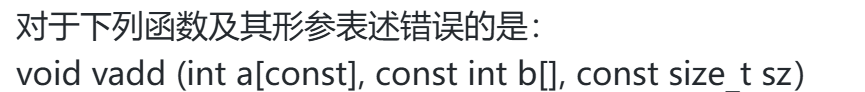 对于下列函数及其形参表述错误的是：
void vadd (int a[const], const int b[], const size_t sz)